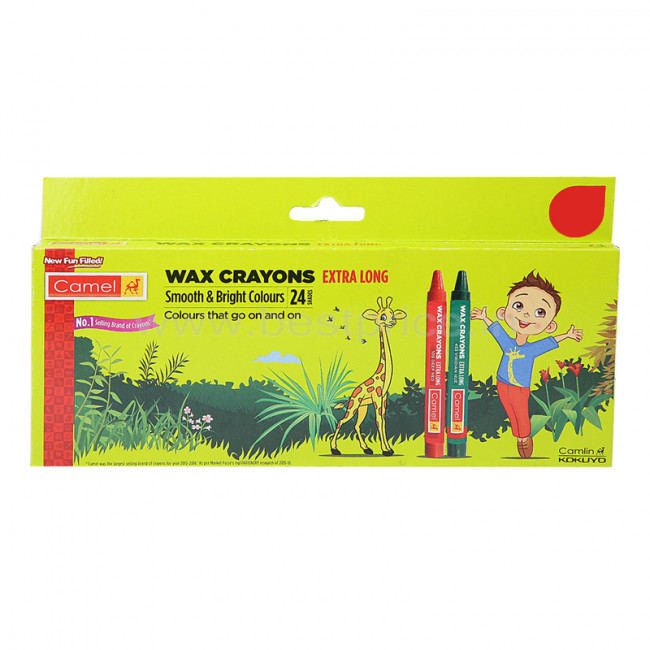 New Fun Filled!
Camel
No.1 Selling Brand of Crayons*
WAX CRAYONS EXTRA LONG
Smooth & Bright Colours 24 SHADES
Colours that go on and on
WAX CRAYONS EXTRA LONG
Camel
WAX CRAYONS EXTRA LONG
Camel
Camlin
KOKUYO